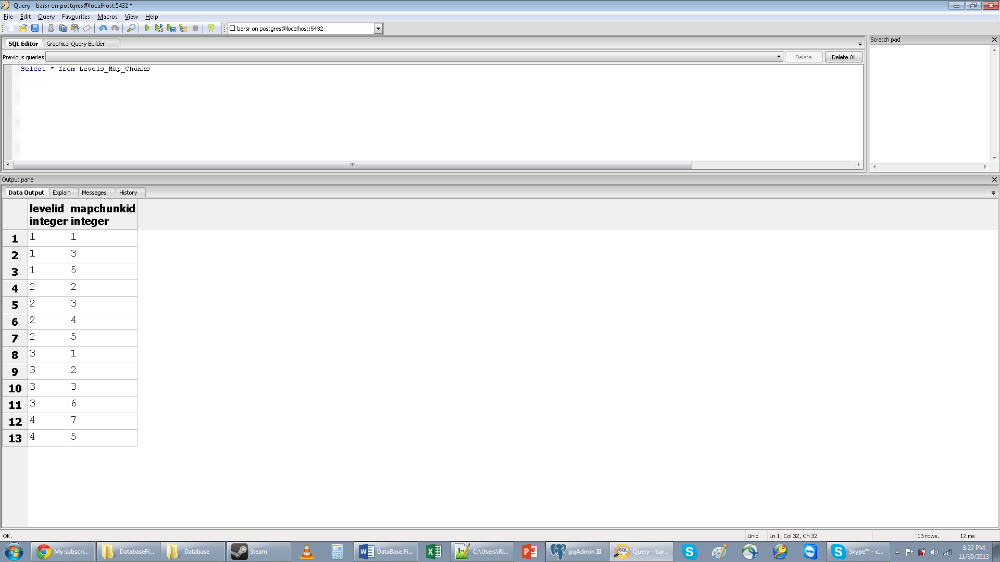 Query - barsr on postgres@localhost:5432 *
File Edit Query Favourites Macros View Help
barsr on postgres@localhost:5432
SQL Editor Graphical Query Builder
Scratch pad
Previous queries Delete Delete All
Select * from Levels_Map_Chunks
Output pane
Data Output Explain Messages History
levelid mapchunkid
integer integer
1 1 1
2 1 3
3 1 5
4 2 2
5 2 3
6 2 4
7 2 5
8 3 1
9 3 2
10 3 3
11 3 6
12 4 7
13 4 5
OK. Unix Ln 1, Col 32, Ch 32 13 rows. 12 ms
My subscri... DatabaseFi... Database Steam DataBase Fi... C:\Users\Ri... pgAdmin III Query - bar... Skype™ - c... 8:22 PM
11/30/2013